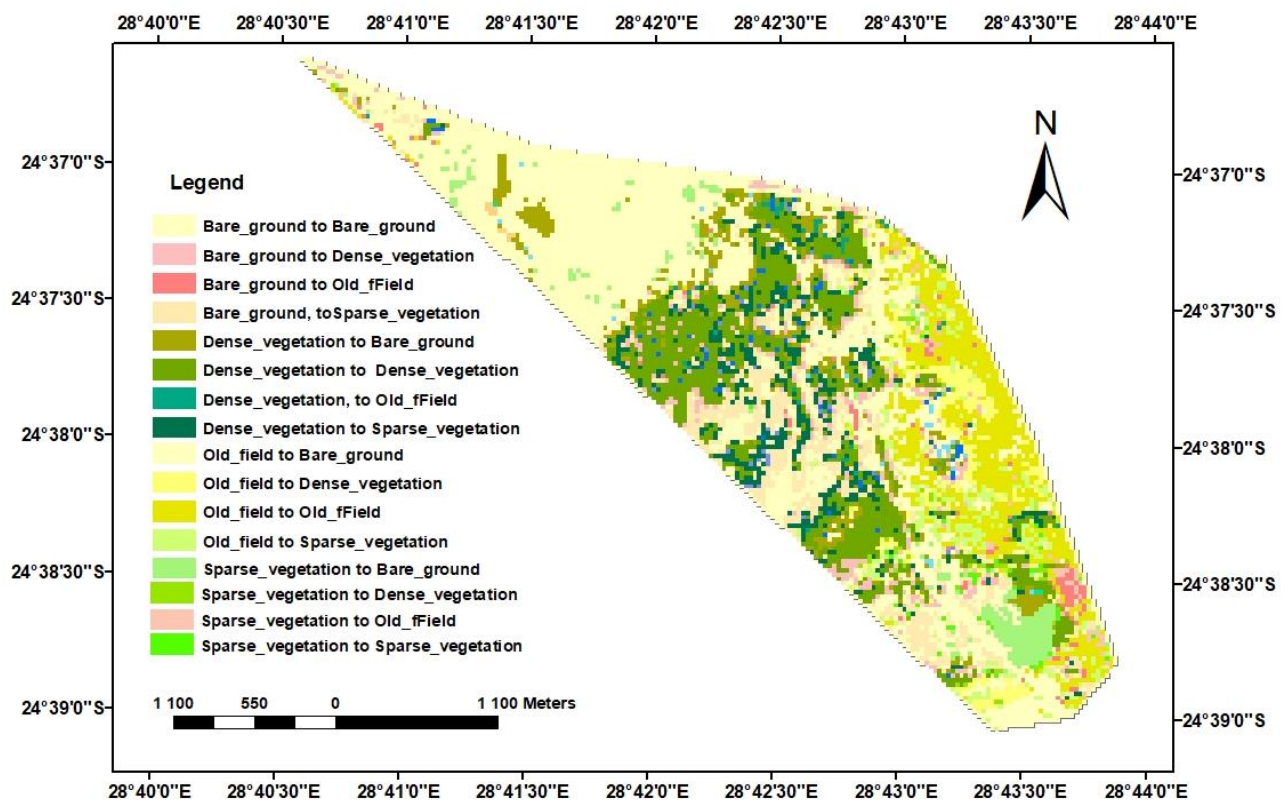 28°40'0"E 28°40'30"E 28°41'0"E 28°41'30"E 28°42'0"E 28°42'30"E 28°43'0"E 28°43'30"E 28°44'0"E
N
24°37'0"S 24°37'0"S
Legend
Bare_ground to Bare_ground
Bare_ground to Dense_vegetation
Bare_ground to Old_fField
24°37'30"S 24°37'30"S
Bare_ground, toSparse_vegetation
Dense_vegetation to Bare_ground
Dense_vegetation to Dense_vegetation
Dense_vegetation, to Old_fField
Dense_vegetation to Sparse_vegetation
24°38'0"S 24°38'0"S
Old_field to Bare_ground
Old_field to Dense_vegetation
Old_field to Old_fField
Old_field to Sparse_vegetation
Sparse_vegetation to Bare_ground
24°38'30"S 24°38'30"S
Sparse_vegetation to Dense_vegetation
Sparse_vegetation to Old_fField
Sparse_vegetation to Sparse_vegetation
1 100 550 0 1 100 Meters
24°39'0"S 24°39'0"S
28°40'0"E 28°40'30"E 28°41'0"E 28°41'30"E 28°42'0"E 28°42'30"E 28°43'0"E 28°43'30"E 28°44'0"E